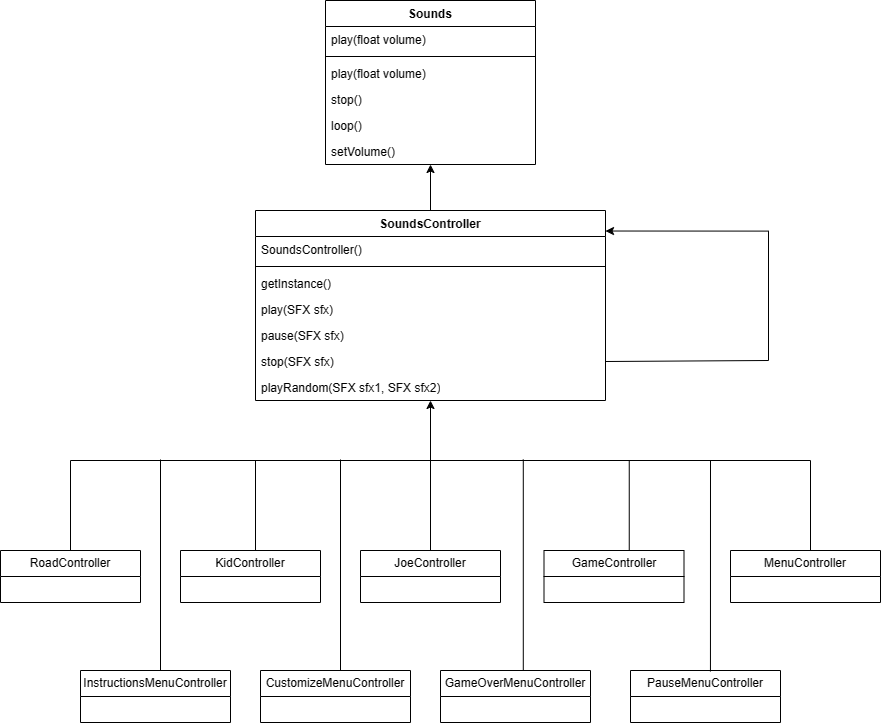 Sounds
play(float volume)
play(float volume)
stop()
loop()
setVolume()
SoundsController
SoundsController()
getInstance()
play(SFX sfx)
pause(SFX sfx)
stop(SFX sfx)
playRandom(SFX sfx1, SFX sfx2)
RoadController
KidController
JoeController
GameController
MenuController
InstructionsMenuController
CustomizeMenuController
GameOverMenuController
PauseMenuController